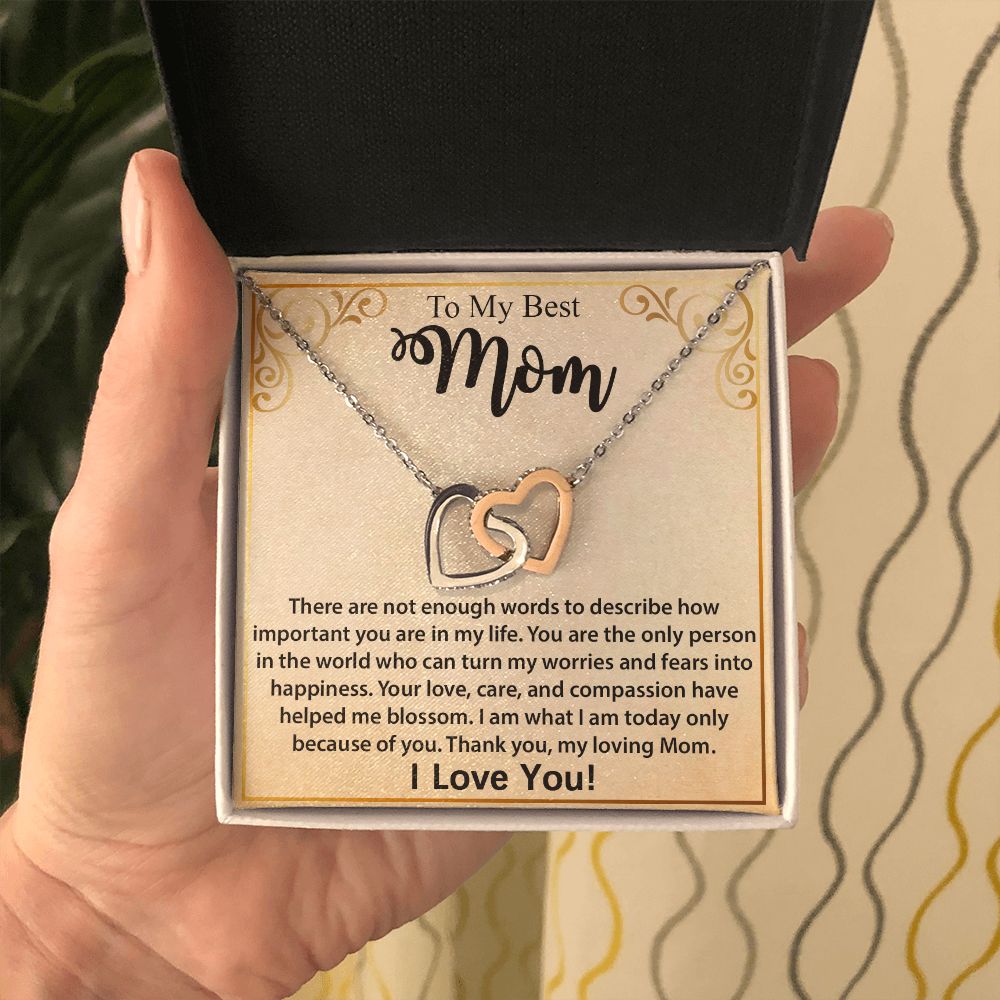 To My Best
Mom
There are not enough words to describe how
important you are in my life. You are the only person
in the world who can turn my worries and fears into
happiness. Your love, care, and compassion have
helped me blossom. I am what I am today only
because of you. Thank you, my loving Mom.
I Love You!